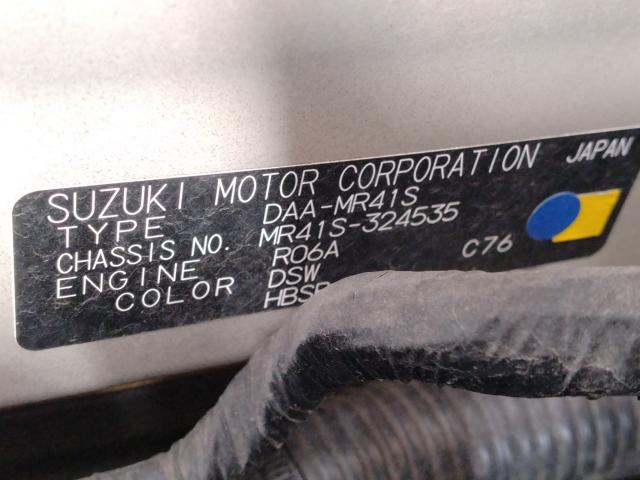 SUZUKI MOTOR CORPORATION JAPAN
TYPE DAA-MR41S
CHASSIS NO. MR41S-324535
ENGINE R06A C76
COLOR DSW